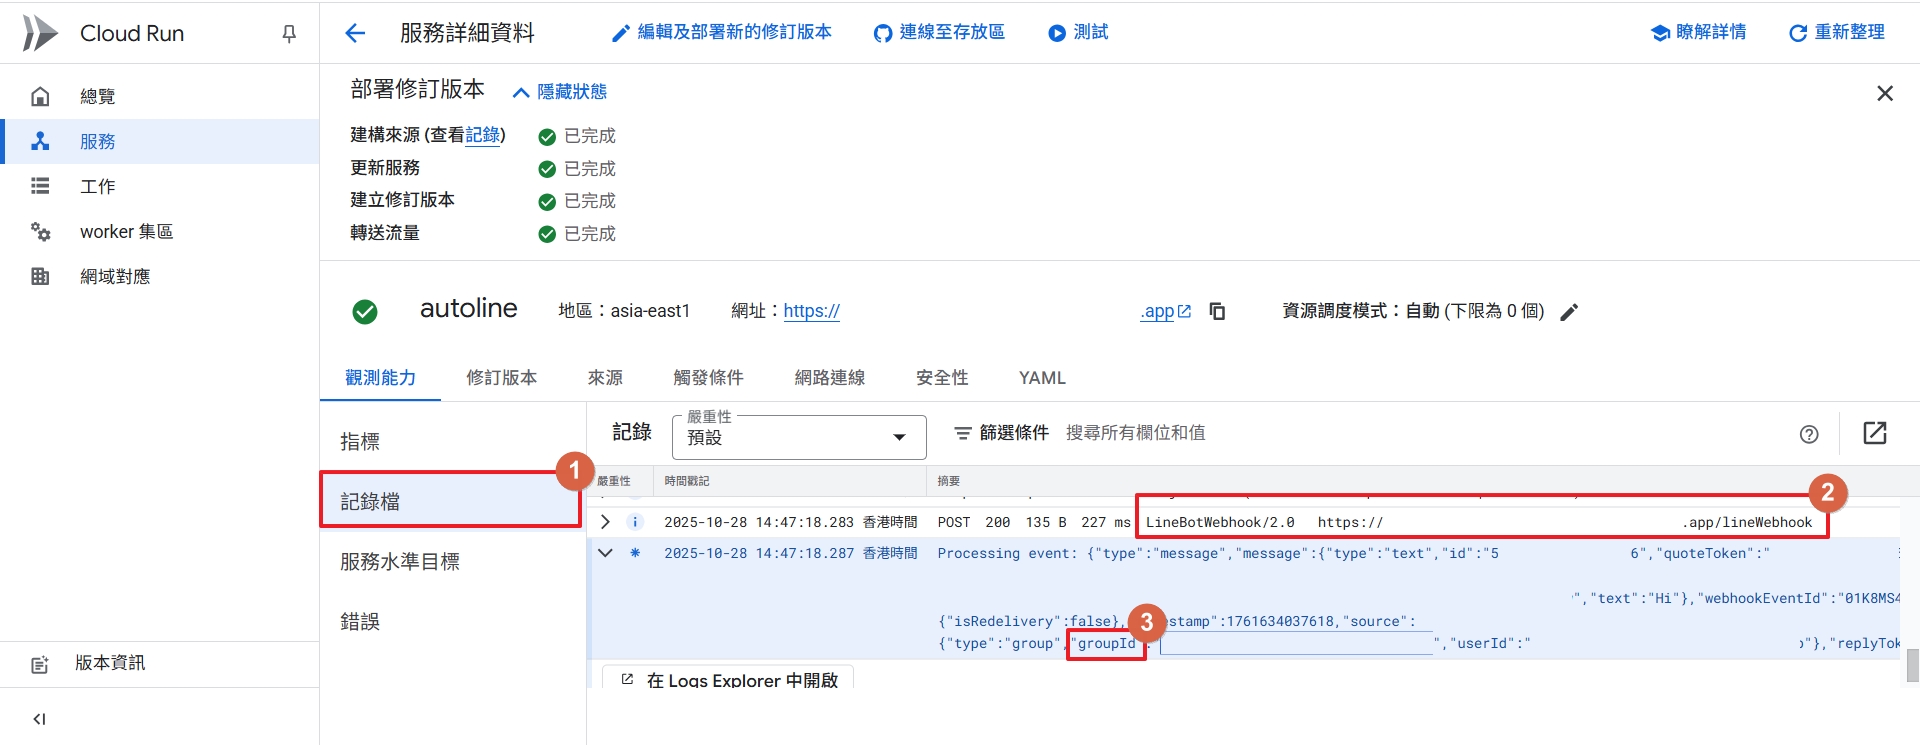 Cloud Run
服務詳細資料
編輯及部署新的修訂版本
連線至存放區
測試
瞭解詳情
重新整理
總覽
服務
工作
worker 集區
網域對應
版本資訊
部署修訂版本
隱藏狀態
建構來源 (查看記錄)
已完成
更新服務
已完成
建立修訂版本
已完成
轉送流量
已完成
autoline
地區：asia-east1
網址：https://
.app
資源調度模式：自動 (下限為 0 個)
觀測能力
修訂版本
來源
觸發條件
網路連線
安全性
YAML
指標
記錄檔
服務水準目標
錯誤
1
記錄
嚴重性
預設
篩選條件
搜尋所有欄位和值
嚴重性
時間戳記
摘要
2
2025-10-28 14:47:18.283 香港時間
POST 200 135 B 227 ms LineBotWebhook/2.0 https:// .app/lineWebhook
2025-10-28 14:47:18.287 香港時間
Processing event: {"type":"message","message":{"type":"text","id":"5 6","quoteToken":"
","text":"Hi"},"webhookEventId":"01K8MS4
{"isRedelivery":false}, estamp":1761634037618,"source":
3
{"type":"group","groupId": ","userId":" "},"replyTok
在 Logs Explorer 中開啟